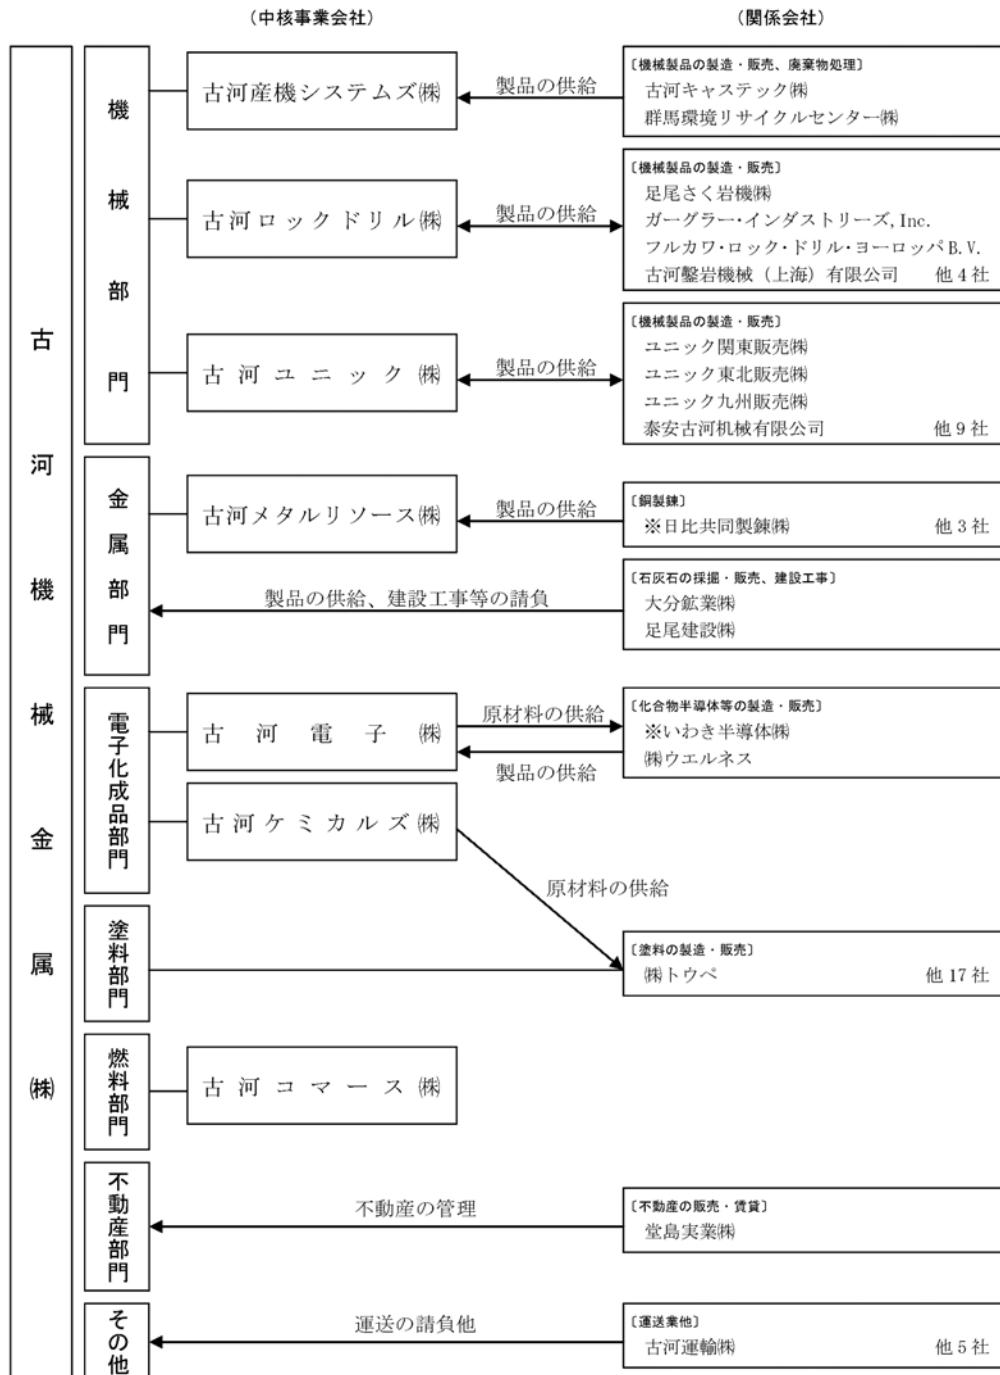 （中核事業会社）
（関係会社）
古河機械金属㈱
機械部門
古河産機システムズ㈱
製品の供給
〔機械製品の製造・販売、廃棄物処理〕
古河キャステック㈱
群馬環境リサイクルセンター㈱
古河ロックドリル㈱
製品の供給
〔機械製品の製造・販売〕
足尾さく岩機㈱
ガーグラー・インダストリーズ, Inc.
フルカワ・ロック・ドリル・ヨーロッパ B. V.
古河鑿岩機械（上海）有限公司 他 4 社
古河ユニック㈱
製品の供給
〔機械製品の製造・販売〕
ユニック関東販売㈱
ユニック東北販売㈱
ユニック九州販売㈱
泰安古河机械有限公司 他 9 社
金属部門
古河メタルリソース㈱
製品の供給
〔銅製錬〕
※日比共同製錬㈱ 他 3 社
製品の供給、建設工事等の請負
〔石灰石の採掘・販売、建設工事〕
大分鉱業㈱
足尾建設㈱
電子化成品部門
古河電子㈱
原材料の供給
製品の供給
〔化合物半導体等の製造・販売〕
※いわき半導体㈱
㈱ウエルネス
古河ケミカルズ㈱
原材料の供給
塗料部門
〔塗料の製造・販売〕
㈱トウペ 他 17 社
燃料部門
古河コマース㈱
不動産部門
不動産の管理
〔不動産の販売・賃貸〕
堂島実業㈱
その他
運送の請負他
〔運送業他〕
古河運輸㈱ 他 5 社